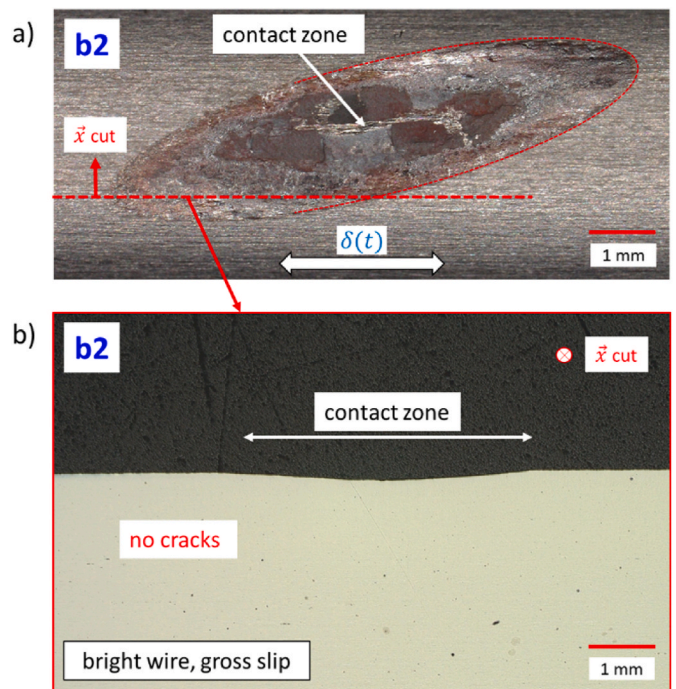 a)
b2
contact zone
x⃗ cut
δ(t)
1 mm
b)
b2
x⃗ cut
contact zone
no cracks
bright wire, gross slip
1 mm